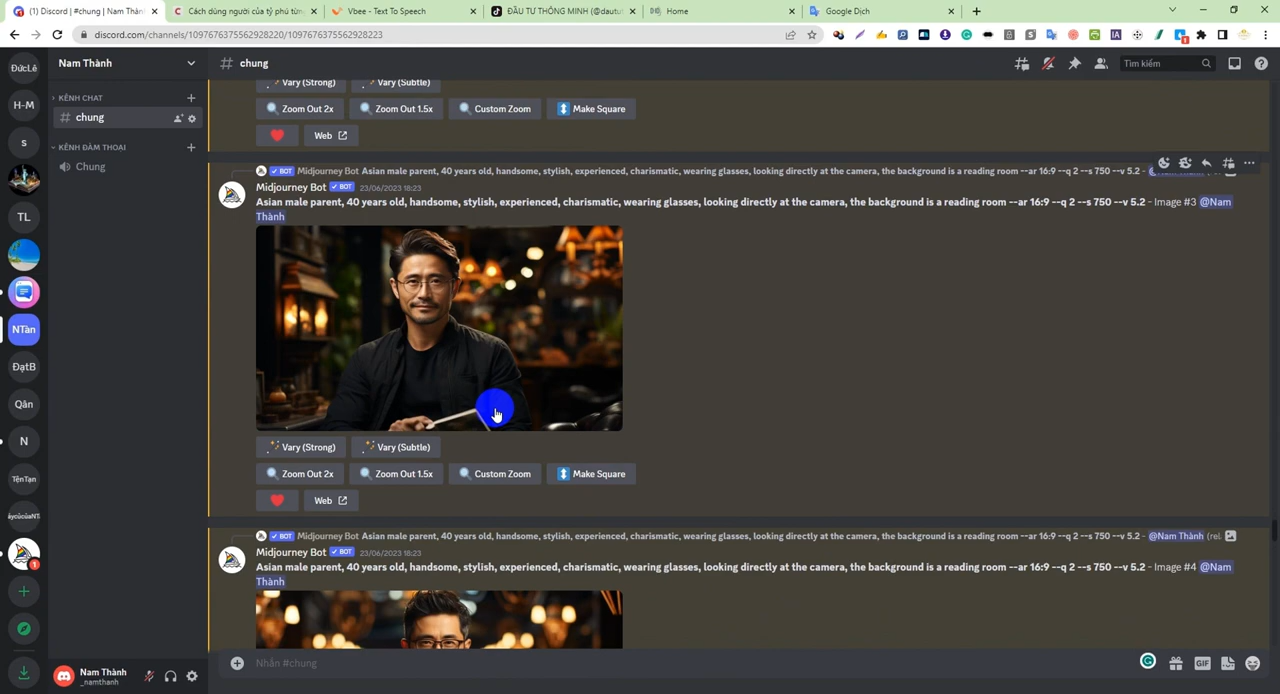 (1) Discord | #chung | Nam Thàn
Cách dùng người của tỷ phú từng
Vbee - Text To Speech
ĐẦU TƯ THÔNG MINH (@dautut
Home
Google Dịch
discord.com/channels/1097676375562928220/1097676375562928223
ĐứcLê
H-M
s
TL
NTàn
ĐạtB
Qân
N
TệnTạn
áycủcủaNT
1
Nam Thành
KÊNH CHAT
# chung
KÊNH ĐÀM THOẠI
Chung
Nam Thành
_namthanh
# chung
Tìm kiếm
Vary (Strong)
Vary (Subtle)
Zoom Out 2x
Zoom Out 1.5x
Custom Zoom
Make Square
Web
BOT Midjourney Bot Asian male parent, 40 years old, handsome, stylish, experienced, charismatic, wearing glasses, looking directly at the camera, the background is a reading room --ar 16:9 --q 2 --s 750 --v 5.2 -
Midjourney Bot BOT 23/06/2023 18:23
Asian male parent, 40 years old, handsome, stylish, experienced, charismatic, wearing glasses, looking directly at the camera, the background is a reading room --ar 16:9 --q 2 --s 750 --v 5.2 - Image #3 @Nam
Thành
Vary (Strong)
Vary (Subtle)
Zoom Out 2x
Zoom Out 1.5x
Custom Zoom
Make Square
Web
BOT Midjourney Bot Asian male parent, 40 years old, handsome, stylish, experienced, charismatic, wearing glasses, looking directly at the camera, the background is a reading room --ar 16:9 --q 2 --s 750 --v 5.2 - @Nam Thành (rel
Midjourney Bot BOT 23/06/2023 18:23
Asian male parent, 40 years old, handsome, stylish, experienced, charismatic, wearing glasses, looking directly at the camera, the background is a reading room --ar 16:9 --q 2 --s 750 --v 5.2 - Image #4 @Nam
Thành
Nhắn #chung
GIF